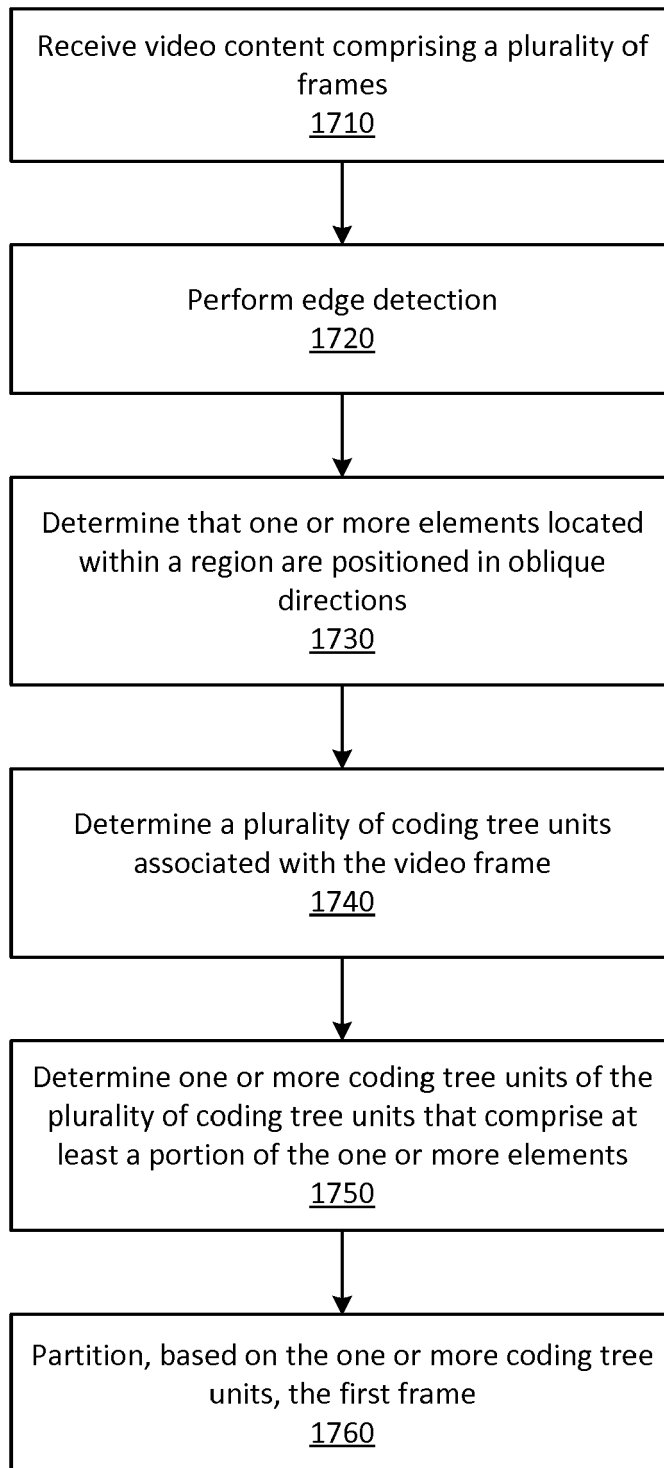 Receive video content comprising a plurality of
frames
1710
Perform edge detection
1720
Determine that one or more elements located
within a region are positioned in oblique
directions
1730
Determine a plurality of coding tree units
associated with the video frame
1740
Determine one or more coding tree units of the
plurality of coding tree units that comprise at
least a portion of the one or more elements
1750
Partition, based on the one or more coding tree
units, the first frame
1760